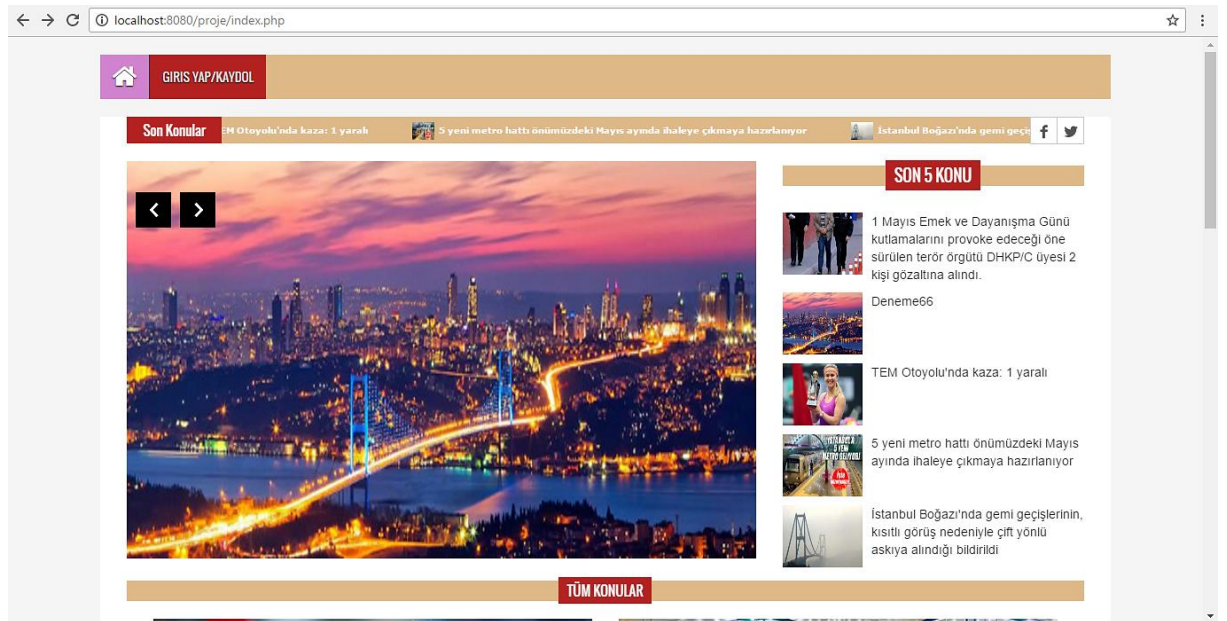 localhost:8080/proje/index.php
GIRIS YAP/KAYDOL
Son Konular
EM Otoyolu'nda kaza: 1 yaralı
5 yeni metro hattı önümüzdeki Mayıs ayında ihaleye çıkmaya hazırlanıyor
İstanbul Boğazı'nda gemi geçiş
SON 5 KONU
1 Mayıs Emek ve Dayanışma Günü
kutlamalarını provoke edeceği öne
sürülen terör örgütü DHKP/C üyesi 2
kişi gözaltına alındı.
Deneme66
TEM Otoyolu'nda kaza: 1 yaralı
5 yeni metro hattı önümüzdeki Mayıs
ayında ihaleye çıkmaya hazırlanıyor
İstanbul Boğazı'nda gemi geçişlerinin,
kısıtlı görüş nedeniyle çift yönlü
askıya alındığı bildirildi
TÜM KONULAR